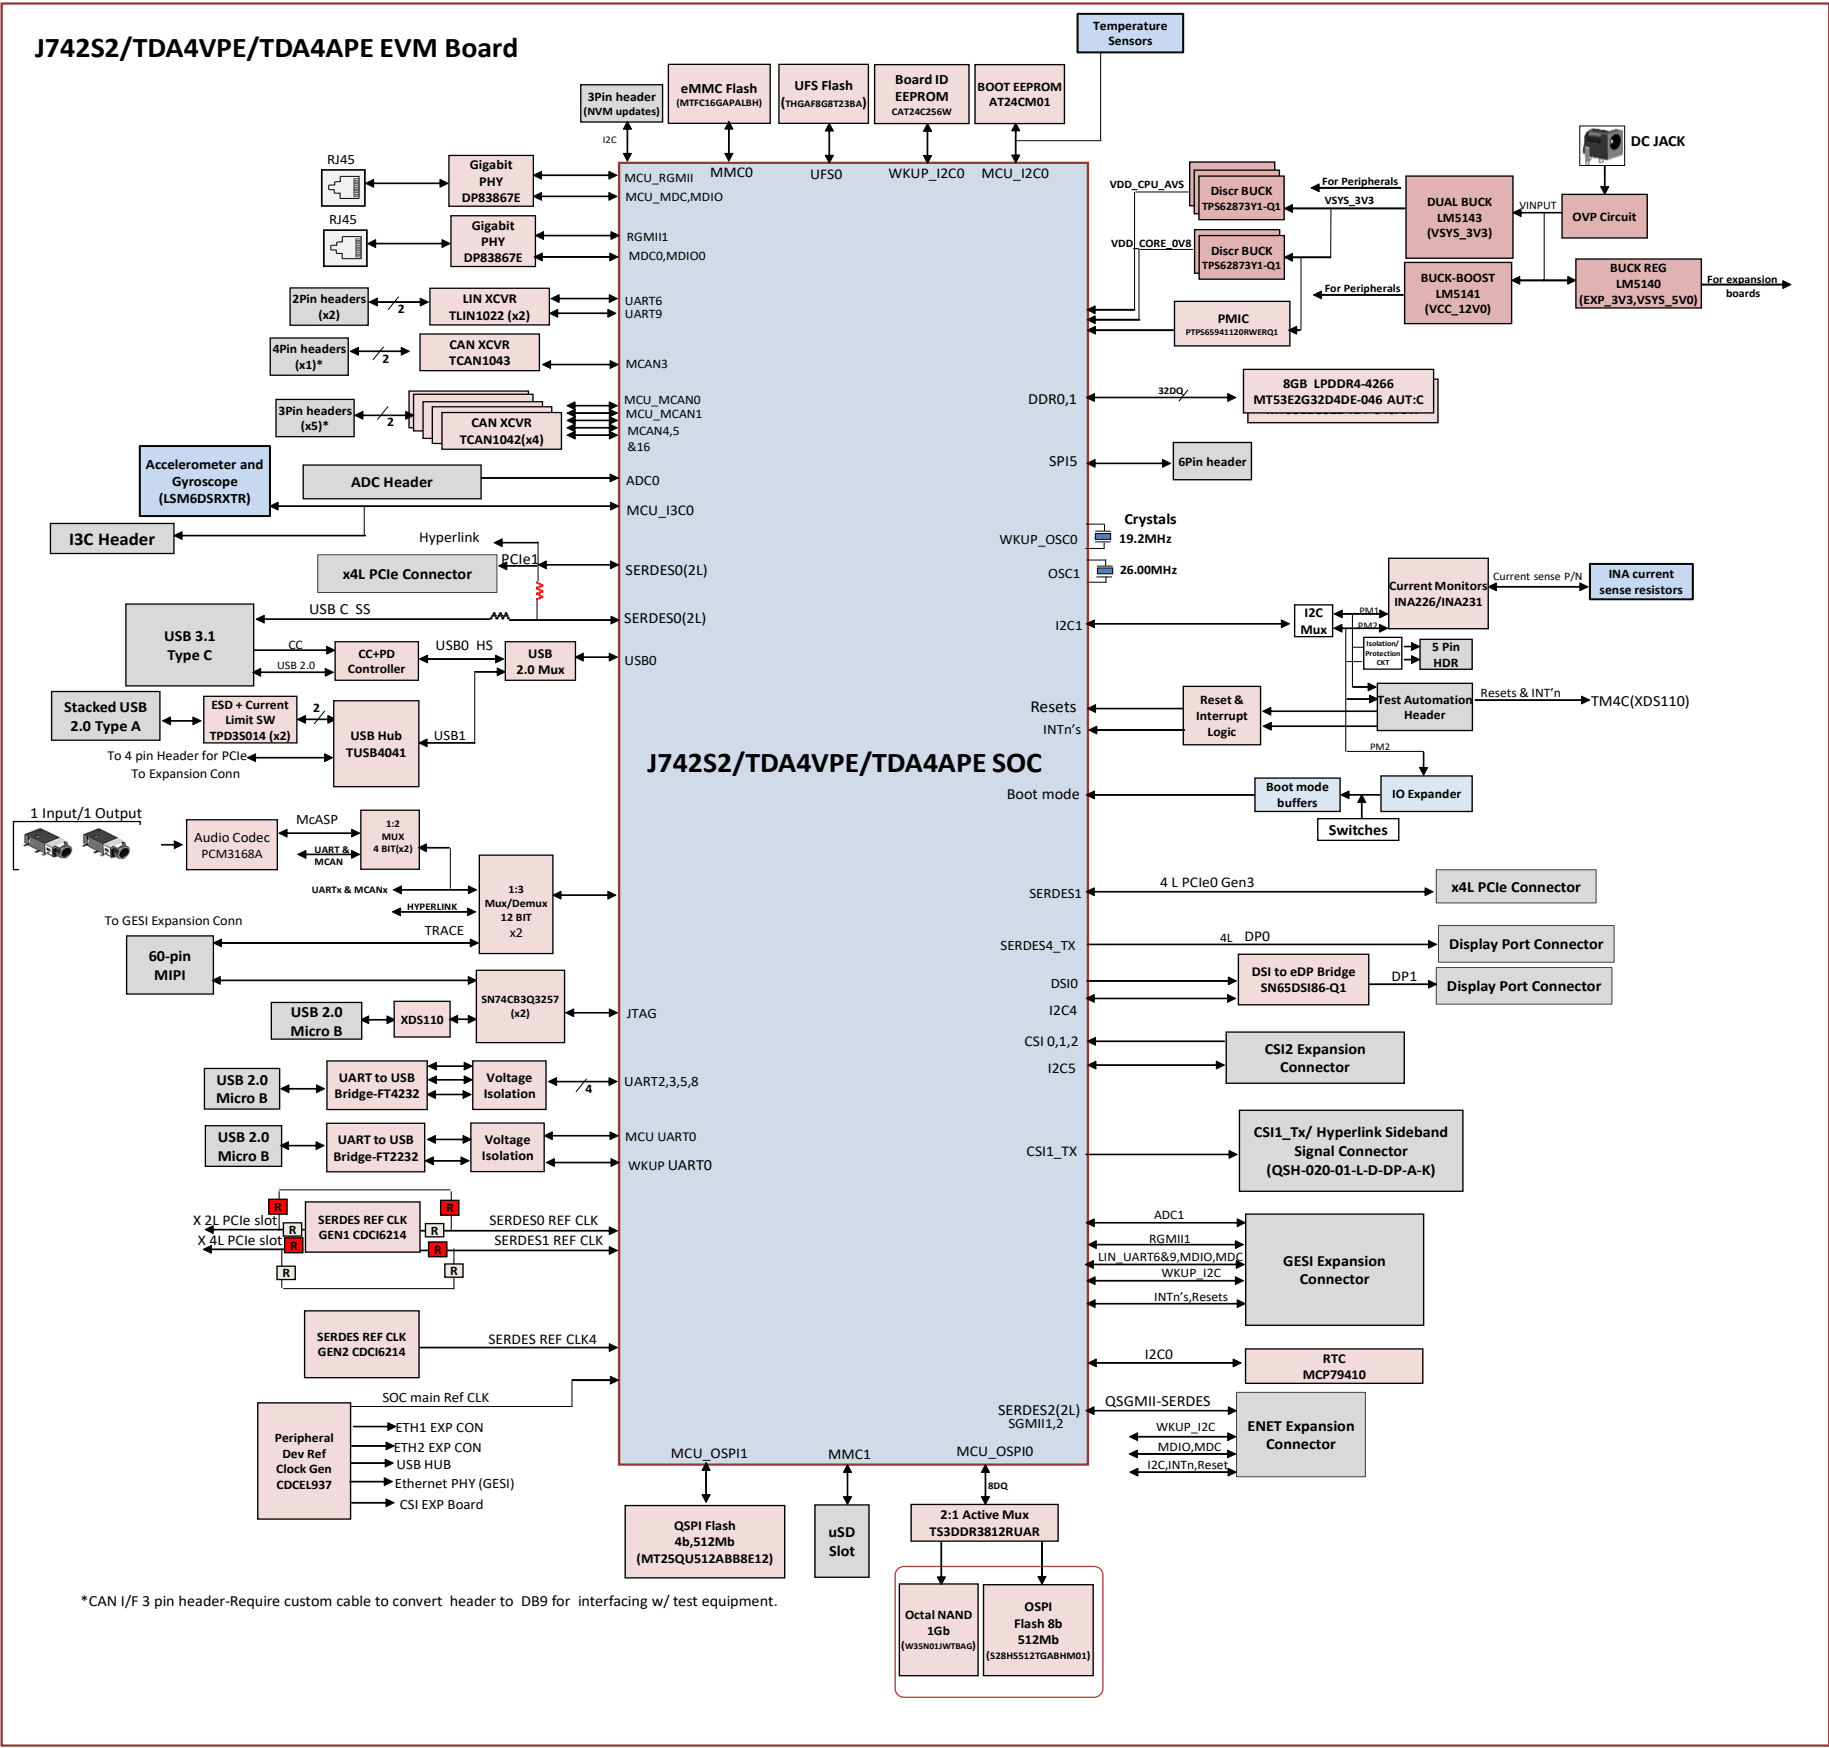 J742S2/TDA4VPE/TDA4APE EVM Board
Temperature
Sensors
3Pin header
(NVM updates)
eMMC Flash
(MTFC16GAPALBH)
UFS Flash
(THGAF8G8T23BA)
Board ID
EEPROM
CAT24C256W
BOOT EEPROM
AT24CM01
I2C
MMC0
UFS0
WKUP_I2C0
MCU_I2C0
RJ45
Gigabit
PHY
DP83867E
MCU_RGMII
MCU_MDC,MDIO
RJ45
Gigabit
PHY
DP83867E
RGMII1
MDC0,MDIO0
2Pin headers
(x2)
2
LIN XCVR
TLIN1022 (x2)
UART6
UART9
4Pin headers
(x1)*
2
CAN XCVR
TCAN1043
MCAN3
3Pin headers
(x5)*
2
CAN XCVR
TCAN1042(x4)
MCU_MCAN0
MCU_MCAN1
MCAN4,5
&16
Accelerometer and
Gyroscope
(LSM6DSRXTR)
ADC Header
ADC0
MCU_I3C0
I3C Header
Hyperlink
PCIe1
x4L PCIe Connector
SERDES0(2L)
USB C SS
SERDES0(2L)
USB 3.1
Type C
CC
USB 2.0
CC+PD
Controller
USB0 HS
USB
2.0 Mux
USB0
Stacked USB
2.0 Type A
ESD + Current
Limit SW
TPD3S014 (x2)
2
USB Hub
TUSB4041
USB1
To 4 pin Header for PCIe
To Expansion Conn
J742S2/TDA4VPE/TDA4APE SOC
1 Input/1 Output
Audio Codec
PCM3168A
McASP
UART &
MCAN
1:2
MUX
4 BIT(x2)
UARTx & MCANx
HYPERLINK
TRACE
1:3
Mux/Demux
12 BIT
x2
To GESI Expansion Conn
60-pin
MIPI
USB 2.0
Micro B
XDS110
SN74CB3Q3257
(x2)
JTAG
USB 2.0
Micro B
UART to USB
Bridge-FT4232
Voltage
Isolation
4
UART2,3,5,8
USB 2.0
Micro B
UART to USB
Bridge-FT2232
Voltage
Isolation
MCU UART0
WKUP UART0
R
R
X 2L PCIe slot
R
SERDES REF CLK
GEN1 CDCI6214
R
SERDES0 REF CLK
X 4L PCIe slot
R
R
SERDES1 REF CLK
R
R
SERDES REF CLK
GEN2 CDCI6214
SERDES REF CLK4
SOC main Ref CLK
Peripheral
Dev Ref
Clock Gen
CDCEL937
ETH1 EXP CON
ETH2 EXP CON
USB HUB
Ethernet PHY (GESI)
CSI EXP Board
DC JACK
OVP Circuit
VINPUT
DUAL BUCK
LM5143
(VSYS_3V3)
For Peripherals
VSYS_3V3
VDD_CPU_AVS
Discr BUCK
TPS62873Y1-Q1
VDD_CORE_0V8
Discr BUCK
TPS62873Y1-Q1
BUCK-BOOST
LM5141
(VCC_12V0)
For Peripherals
BUCK REG
LM5140
(EXP_3V3,VSYS_5V0)
For expansion
boards
PMIC
PTPS65941120RWERQ1
DDR0,1
32DQ
8GB LPDDR4-4266
MT53E2G32D4DE-046 AUT:C
SPI5
6Pin header
WKUP_OSC0
Crystals
19.2MHz
OSC1
26.00MHz
I2C1
I2C
Mux
PM1
PM2
Current Monitors
INA226/INA231
Current sense P/N
INA current
sense resistors
Isolation/
Protection
CKT
5 Pin
HDR
Resets
INTn's
Reset &
Interrupt
Logic
Test Automation
Header
Resets & INT'n
TM4C(XDS110)
PM2
Boot mode
Boot mode
buffers
IO Expander
Switches
SERDES1
4 L PCIe0 Gen3
x4L PCIe Connector
SERDES4_TX
4L DP0
Display Port Connector
DSI0
I2C4
DSI to eDP Bridge
SN65DSI86-Q1
DP1
Display Port Connector
CSI 0,1,2
I2C5
CSI2 Expansion
Connector
CSI1_TX
CSI1_Tx/ Hyperlink Sideband
Signal Connector
(QSH-020-01-L-D-DP-A-K)
ADC1
RGMII1
LIN_UART6&9,MDIO,MDC
WKUP_I2C
INTn's,Resets
GESI Expansion
Connector
I2C0
RTC
MCP79410
SERDES2(2L)
SGMII1,2
QSGMII-SERDES
WKUP_I2C
MDIO,MDC
I2C,INTn,Reset
ENET Expansion
Connector
MCU_OSPI1
MMC1
MCU_OSPI0
8DQ
QSPI Flash
4b,512Mb
(MT25QU512ABB8E12)
uSD
Slot
2:1 Active Mux
TS3DDR3812RUAR
Octal NAND
1Gb
(W35N01JWTBAG)
OSPI
Flash 8b
512Mb
(S28HS512TGABHM01)
*CAN I/F 3 pin header-Require custom cable to convert header to DB9 for interfacing w/ test equipment.